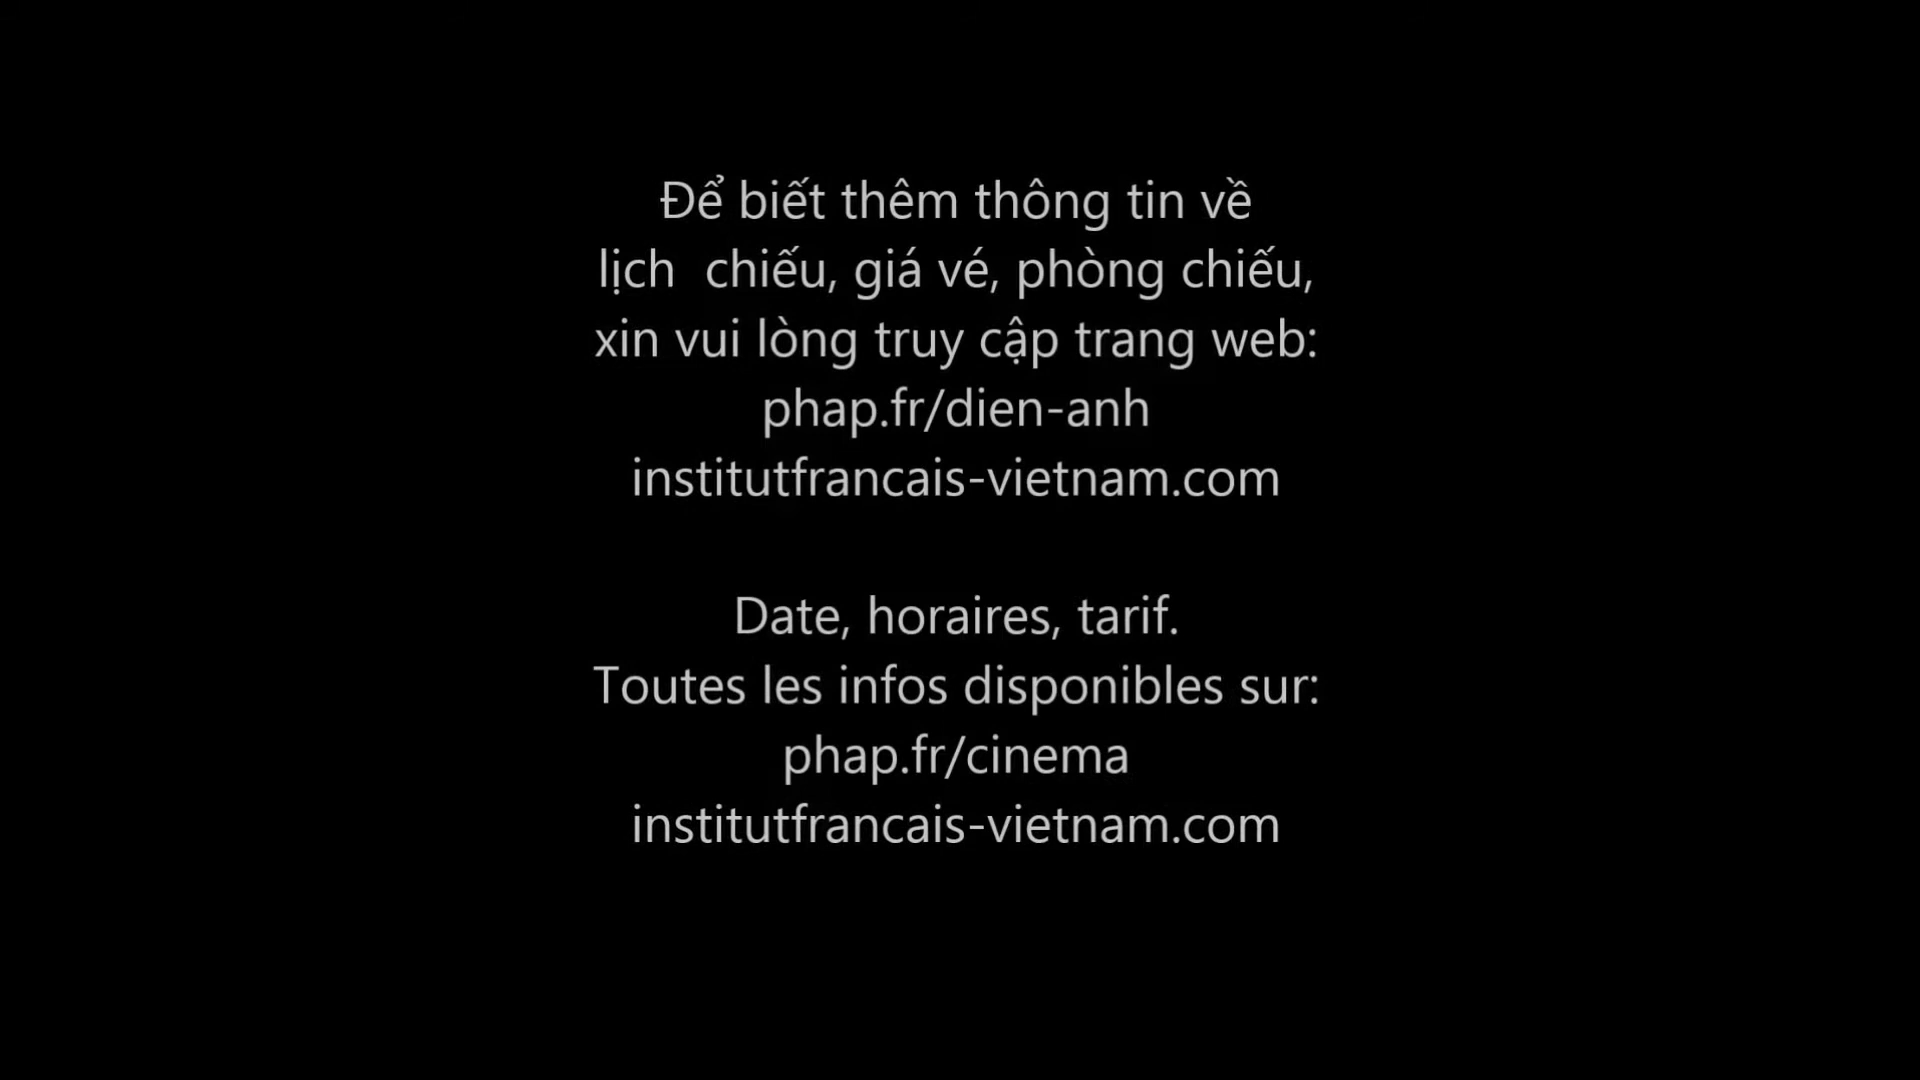 Để biết thêm thông tin về
lịch  chiếu, giá vé, phòng chiếu,
xin vui lòng truy cập trang web:
phap.fr/dien-anh
institutfrancais-vietnam.com
Date, horaires, tarif.
Toutes les infos disponibles sur:
phap.fr/cinema
institutfrancais-vietnam.com